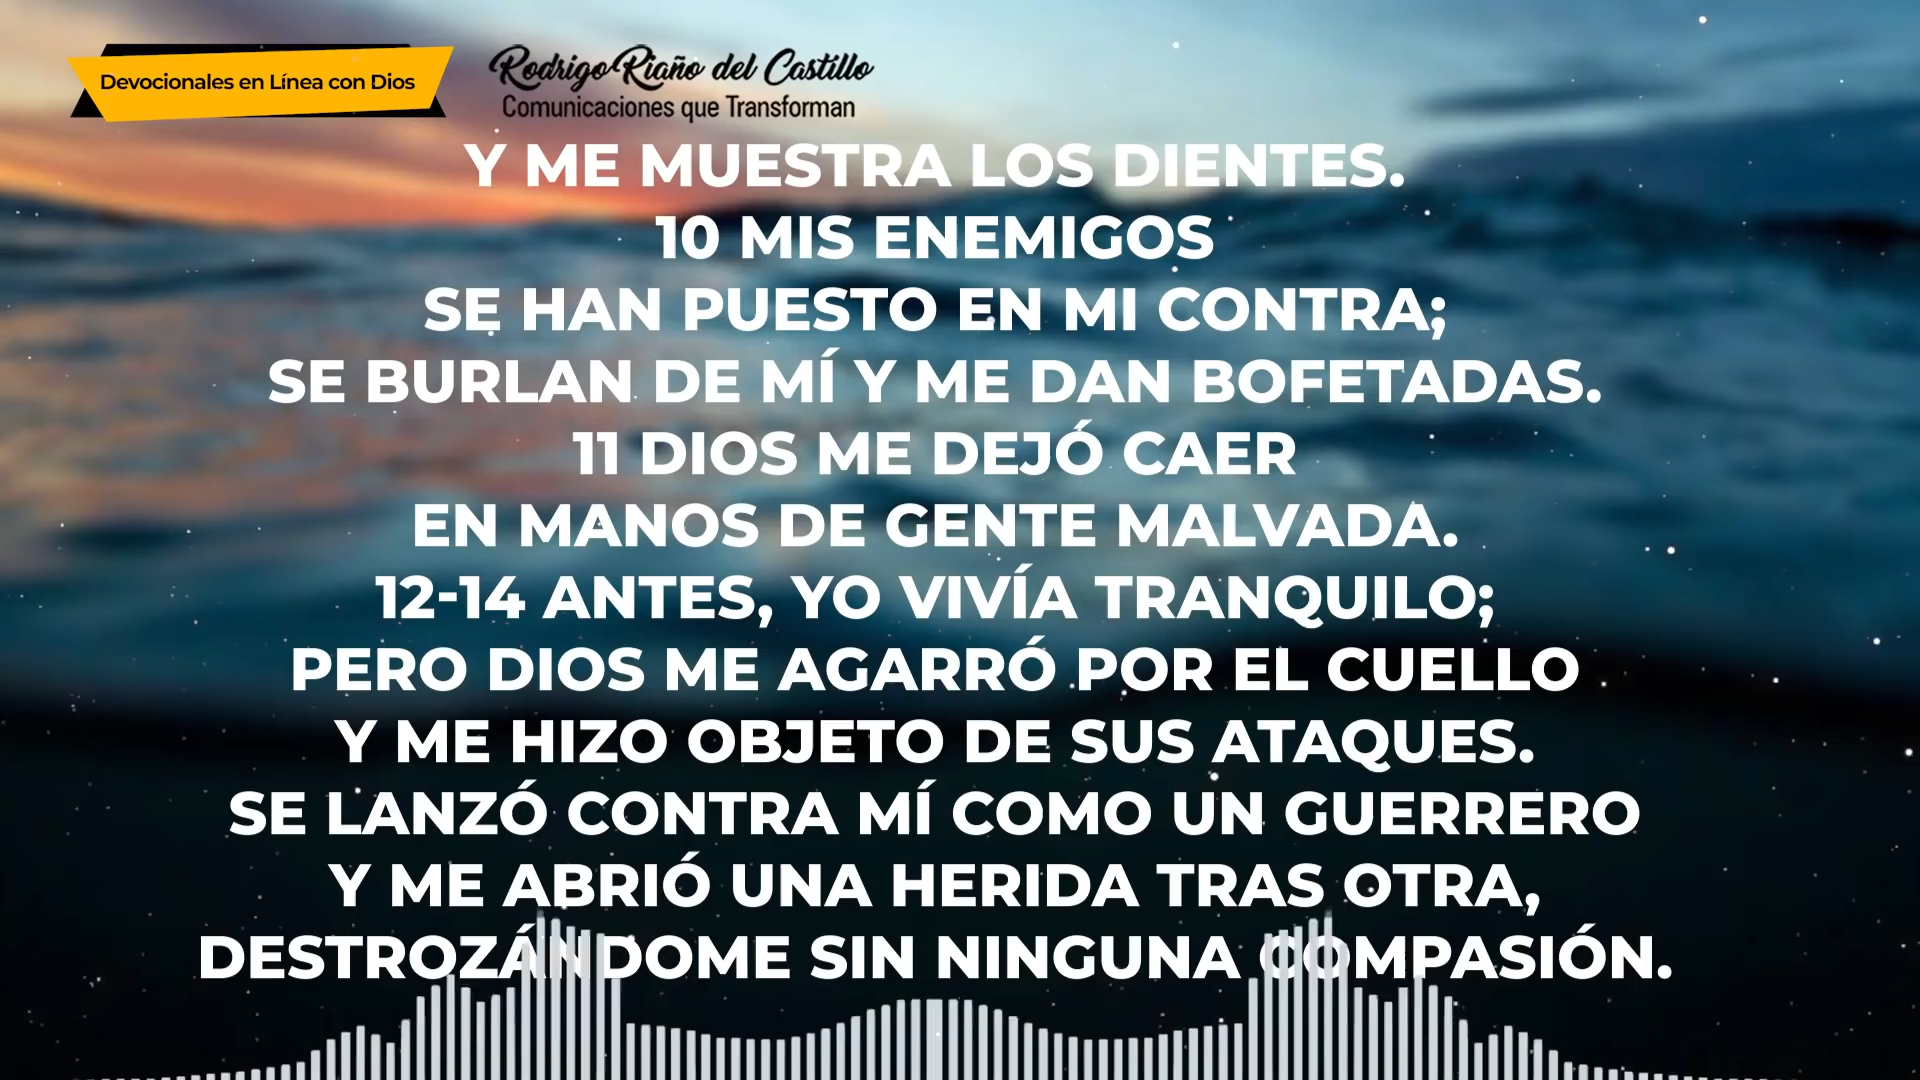 Devocionales en Línea con Dios
Rodrigo Riaño del Castillo
Comunicaciones que Transforman
Y ME MUESTRA LOS DIENTES.
10 MIS ENEMIGOS
SE HAN PUESTO EN MI CONTRA;
SE BURLAN DE MÍ Y ME DAN BOFETADAS.
11 DIOS ME DEJÓ CAER
EN MANOS DE GENTE MALVADA.
12-14 ANTES, YO VIVÍA TRANQUILO;
PERO DIOS ME AGARRÓ POR EL CUELLO
Y ME HIZO OBJETO DE SUS ATAQUES.
SE LANZÓ CONTRA MÍ COMO UN GUERRERO
Y ME ABRIÓ UNA HERIDA TRAS OTRA,
DESTROZÁNDOME SIN NINGUNA COMPASIÓN.